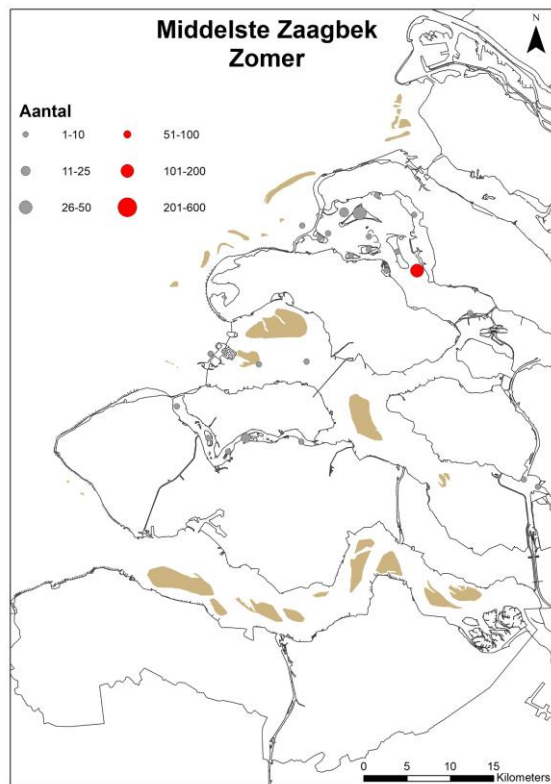 Middelste Zaagbek
Zomer
N
Aantal
1-10 51-100
11-25 101-200
26-50 201-600
0 5 10 15
Kilometers